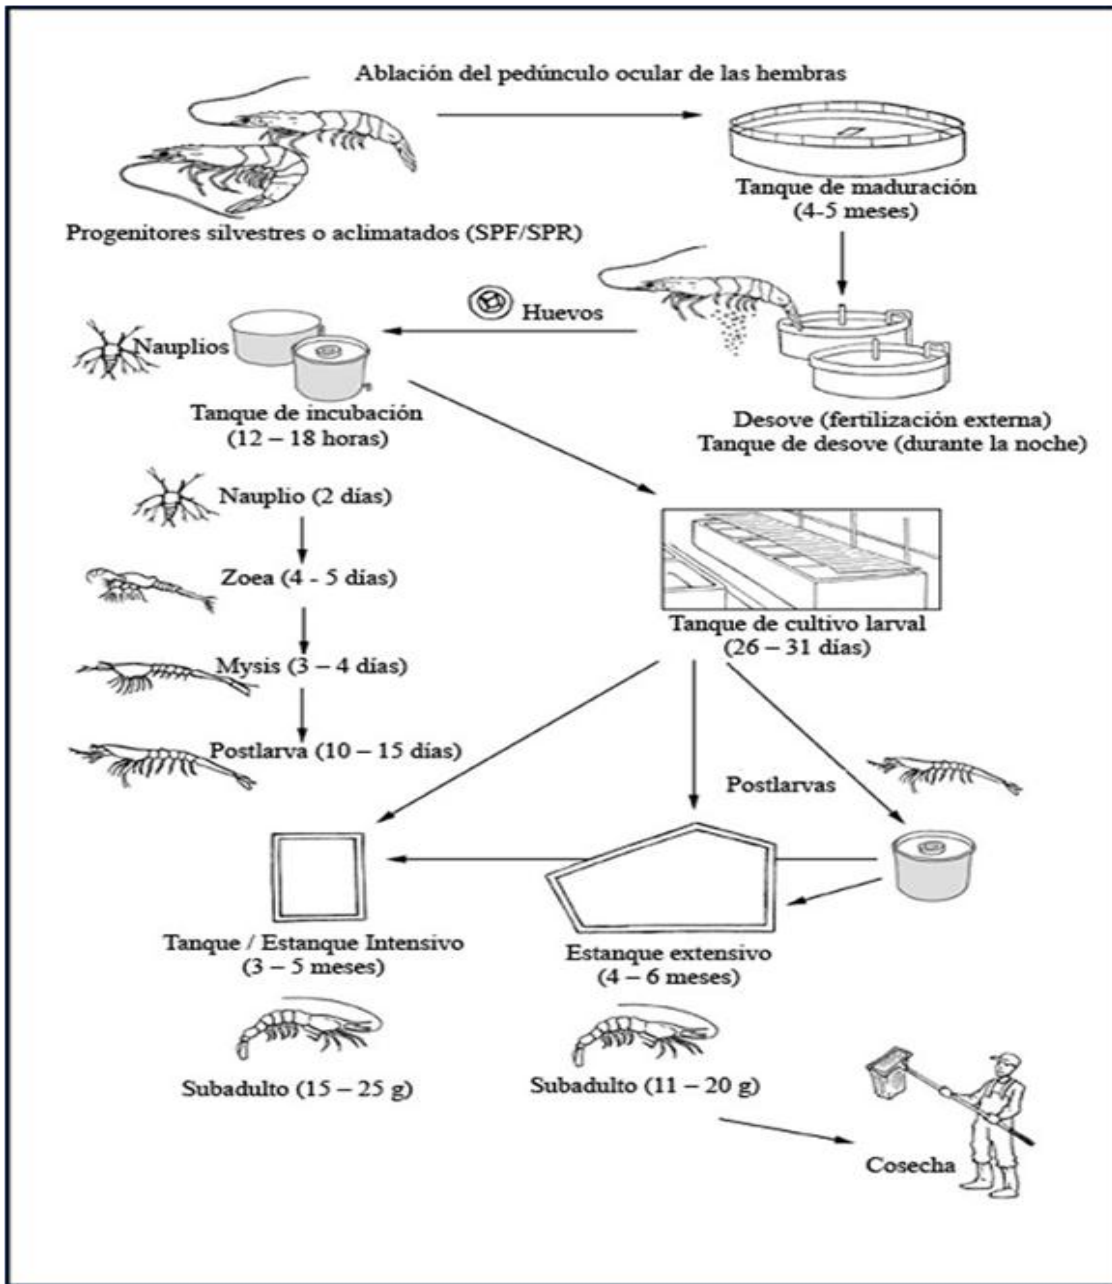 Ablación del pedúnculo ocular de las hembras
Tanque de maduración
(4-5 meses)
Progenitores silvestres o aclimatados (SPF/SPR)
Huevos
Nauplios
Tanque de incubación
(12 – 18 horas)
Desove (fertilización externa)
Tanque de desove (durante la noche)
Nauplio (2 días)
Zoea (4 - 5 días)
Mysis (3 – 4 días)
Postlarva (10 – 15 días)
Tanque de cultivo larval
(26 – 31 días)
Postlarvas
Tanque / Estanque Intensivo
(3 – 5 meses)
Estanque extensivo
(4 – 6 meses)
Subadulto (15 – 25 g)
Subadulto (11 – 20 g)
Cosecha